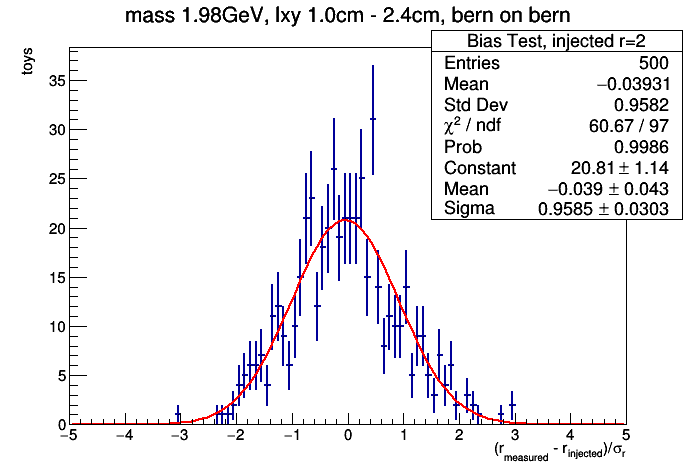 mass 1.98GeV, lxy 1.0cm - 2.4cm, bern on bern
Bias Test, injected r=2
Entries 500
Mean −0.03931
Std Dev 0.9582
χ² / ndf 60.67 / 97
Prob 0.9986
Constant 20.81 ± 1.14
Mean −0.039 ± 0.043
Sigma 0.9585 ± 0.0303
toys
35
30
25
20
15
10
5
0
−5 −4 −3 −2 −1 0 1 2 3 4 5
(r_measured - r_injected)/σ_r